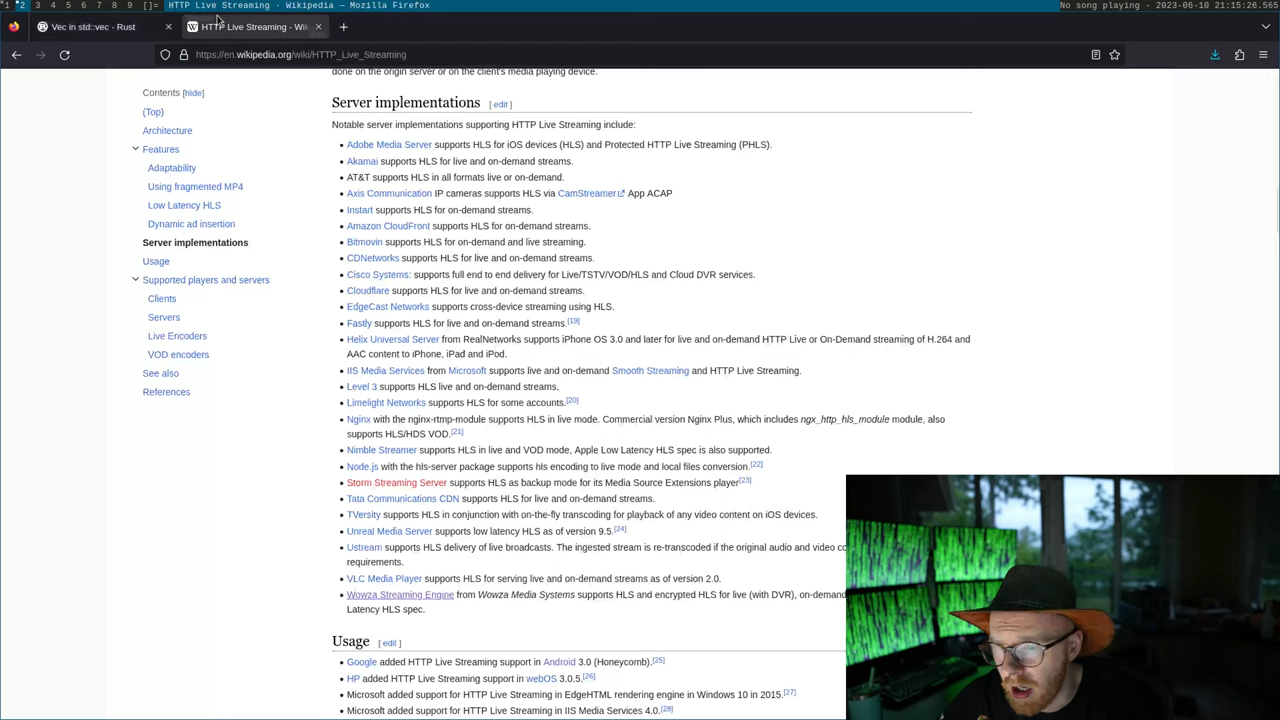 1 2 3 4 5 6 7 8 9 []= HTTP Live Streaming - Wikipedia — Mozilla Firefox No song playing - 2023-06-10 19:15:26.565
Vec in std::vec - Rust HTTP Live Streaming - Wik
https://en.wikipedia.org/wiki/HTTP_Live_Streaming
done on the origin server or on the client's media playing device.
Contents [hide]
(Top)
Architecture
Features
Adaptability
Using fragmented MP4
Low Latency HLS
Dynamic ad insertion
Server implementations
Usage
Supported players and servers
Clients
Servers
Live Encoders
VOD encoders
See also
References
Server implementations [ edit ]
Notable server implementations supporting HTTP Live Streaming include:
• Adobe Media Server supports HLS for iOS devices (HLS) and Protected HTTP Live Streaming (PHLS).
• Akamai supports HLS for live and on-demand streams.
• AT&T supports HLS in all formats live or on-demand.
• Axis Communication IP cameras supports HLS via CamStreamer App ACAP
• Instart supports HLS for on-demand streams.
• Amazon CloudFront supports HLS for on-demand streams.
• Bitmovin supports HLS for on-demand and live streaming.
• CDNetworks supports HLS for live and on-demand streams.
• Cisco Systems: supports full end to end delivery for Live/TSTV/VOD/HLS and Cloud DVR services.
• Cloudflare supports HLS for live and on-demand streams.
• EdgeCast Networks supports cross-device streaming using HLS.
• Fastly supports HLS for live and on-demand streams.[19]
• Helix Universal Server from RealNetworks supports iPhone OS 3.0 and later for live and on-demand HTTP Live or On-Demand streaming of H.264 and
AAC content to iPhone, iPad and iPod.
• IIS Media Services from Microsoft supports live and on-demand Smooth Streaming and HTTP Live Streaming.
• Level 3 supports HLS live and on-demand streams.
• Limelight Networks supports HLS for some accounts.[20]
• Nginx with the nginx-rtmp-module supports HLS in live mode. Commercial version Nginx Plus, which includes ngx_http_hls_module module, also
supports HLS/HDS VOD.[21]
• Nimble Streamer supports HLS in live and VOD mode, Apple Low Latency HLS spec is also supported.
• Node.js with the hls-server package supports hls encoding to live mode and local files conversion.[22]
• Storm Streaming Server supports HLS as backup mode for its Media Source Extensions player[23]
• Tata Communications CDN supports HLS for live and on-demand streams.
• TVersity supports HLS in conjunction with on-the-fly transcoding for playback of any video content on iOS devices.
• Unreal Media Server supports low latency HLS as of version 9.5.[24]
• Ustream supports HLS delivery of live broadcasts. The ingested stream is re-transcoded if the original audio and video co
requirements.
• VLC Media Player supports HLS for serving live and on-demand streams as of version 2.0.
• Wowza Streaming Engine from Wowza Media Systems supports HLS and encrypted HLS for live (with DVR), on-deman
Latency HLS spec.
Usage [ edit ]
• Google added HTTP Live Streaming support in Android 3.0 (Honeycomb).[25]
• HP added HTTP Live Streaming support in webOS 3.0.5.[26]
• Microsoft added support for HTTP Live Streaming in EdgeHTML rendering engine in Windows 10 in 2015.[27]
• Microsoft added support for HTTP Live Streaming in IIS Media Services 4.0.[28]